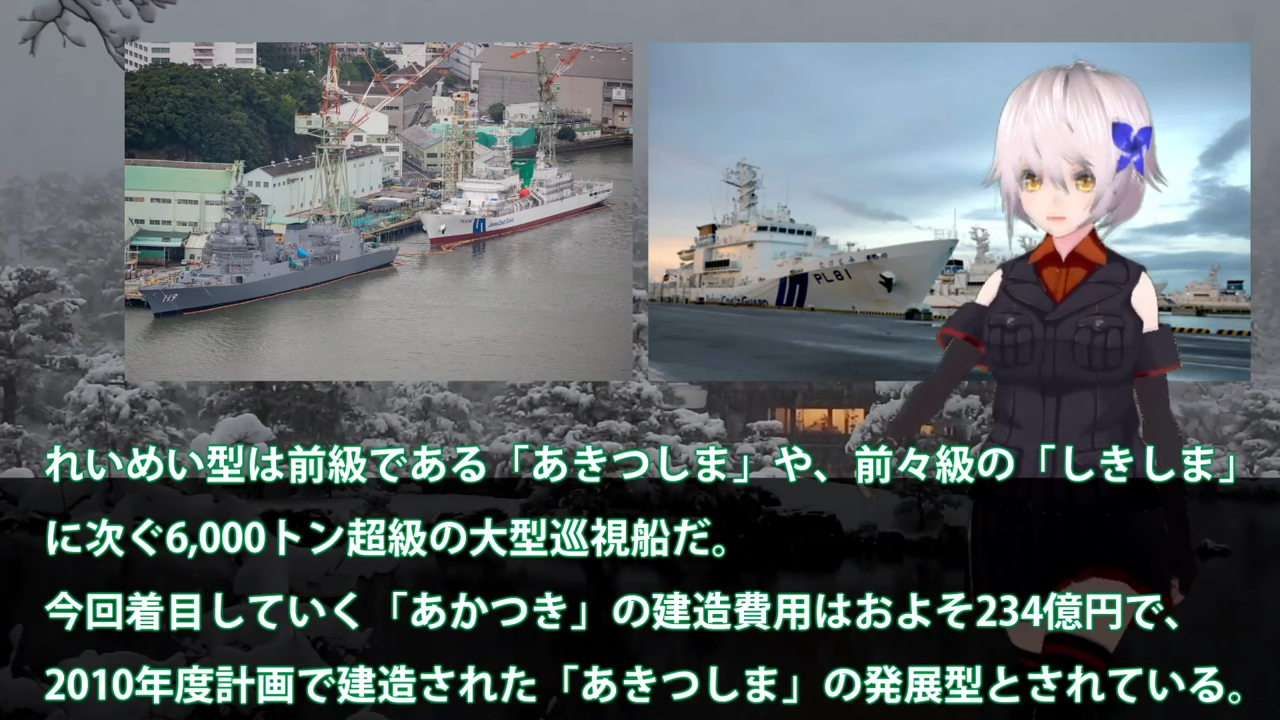 119
PL 81
れいめい型は前級である「あきつしま」や、前々級の「しきしま」
に次ぐ6,000トン超級の大型巡視船だ。
今回着目していく「あかつき」の建造費用はおよそ234億円で、
2010年度計画で建造された「あきつしま」の発展型とされている。